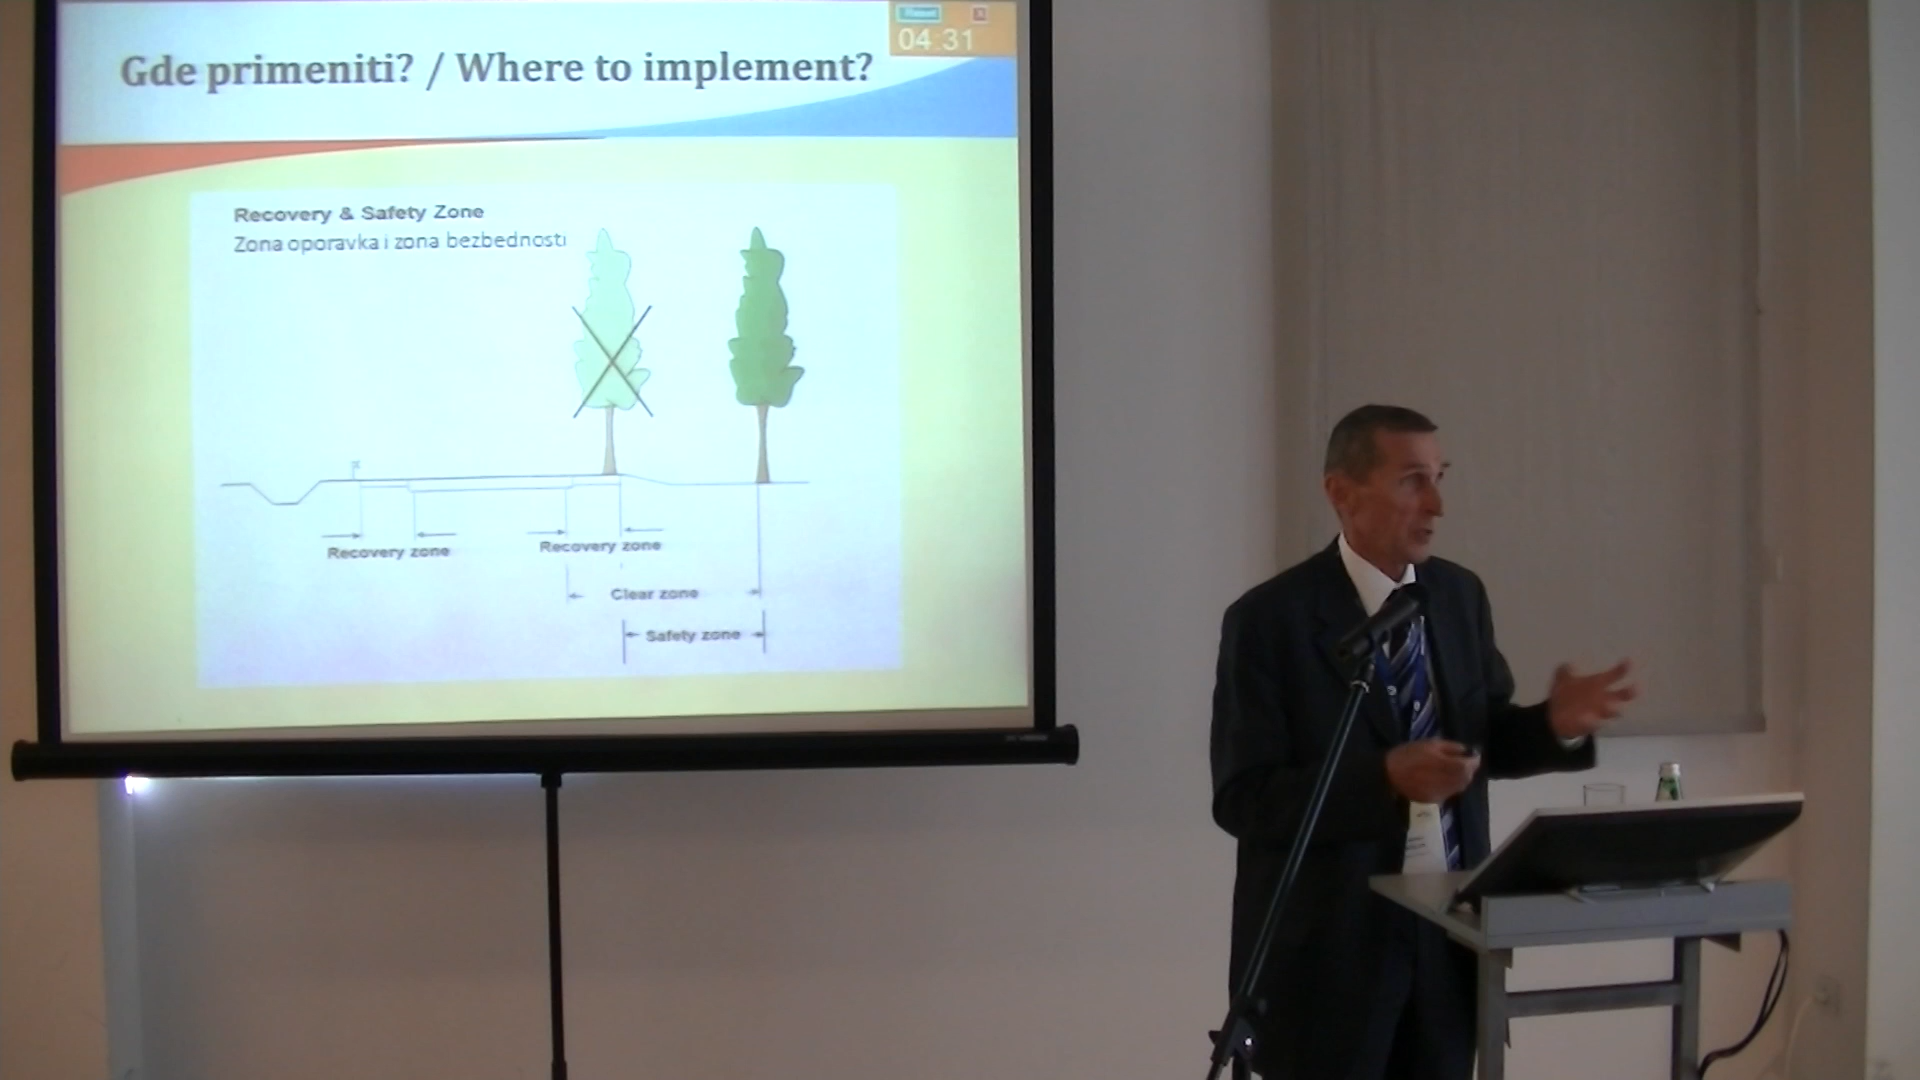 Reset X
04:31
Gde primeniti? / Where to implement?
Recovery & Safety Zone
Zona oporavka i zona bezbednosti
Recovery zone
Recovery zone
Clear zone
Safety zone